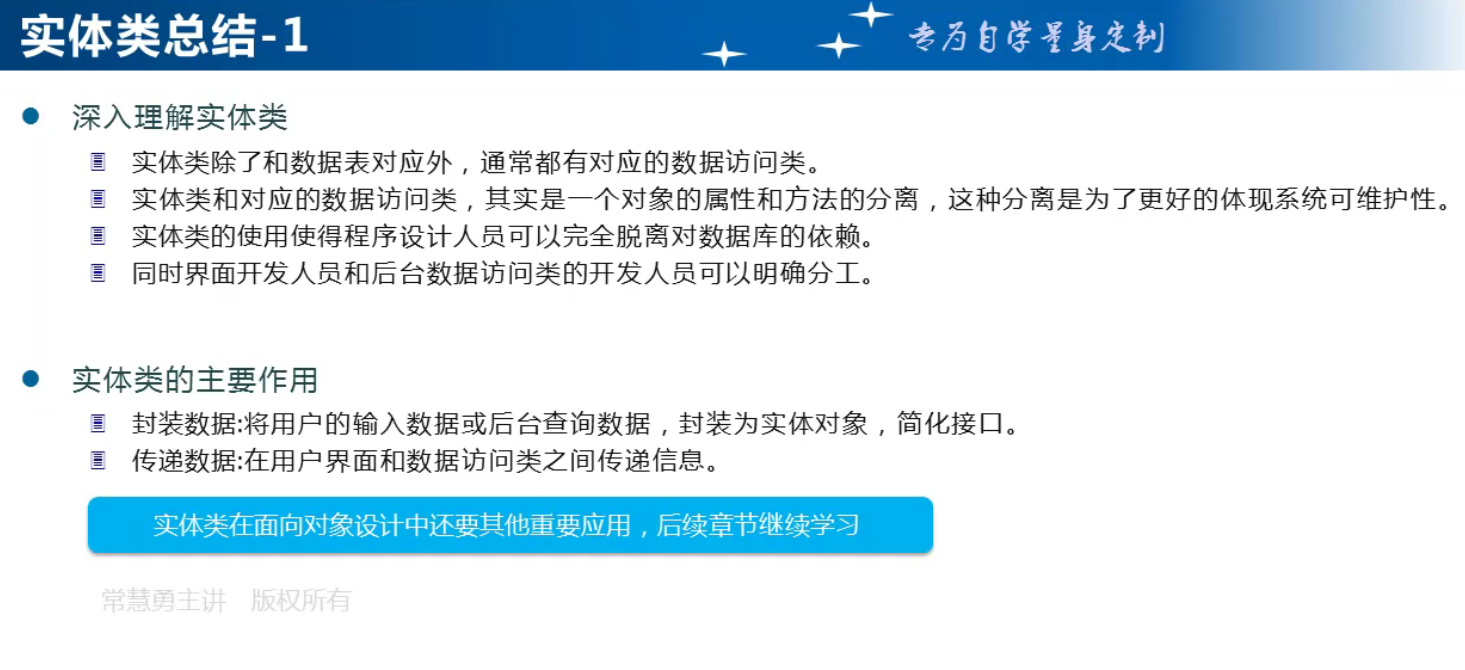 实体类总结-1
专为自学量身定制
深入理解实体类
实体类除了和数据表对应外，通常都有对应的数据访问类。
实体类和对应的数据访问类，其实是一个对象的属性和方法的分离，这种分离是为了更好的体现系统可维护性。
实体类的使用使得程序设计人员可以完全脱离对数据库的依赖。
同时界面开发人员和后台数据访问类的开发人员可以明确分工。
实体类的主要作用
封装数据:将用户的输入数据或后台查询数据，封装为实体对象，简化接口。
传递数据:在用户界面和数据访问类之间传递信息。
实体类在面向对象设计中还要其他重要应用，后续章节继续学习
常慧勇主讲 版权所有